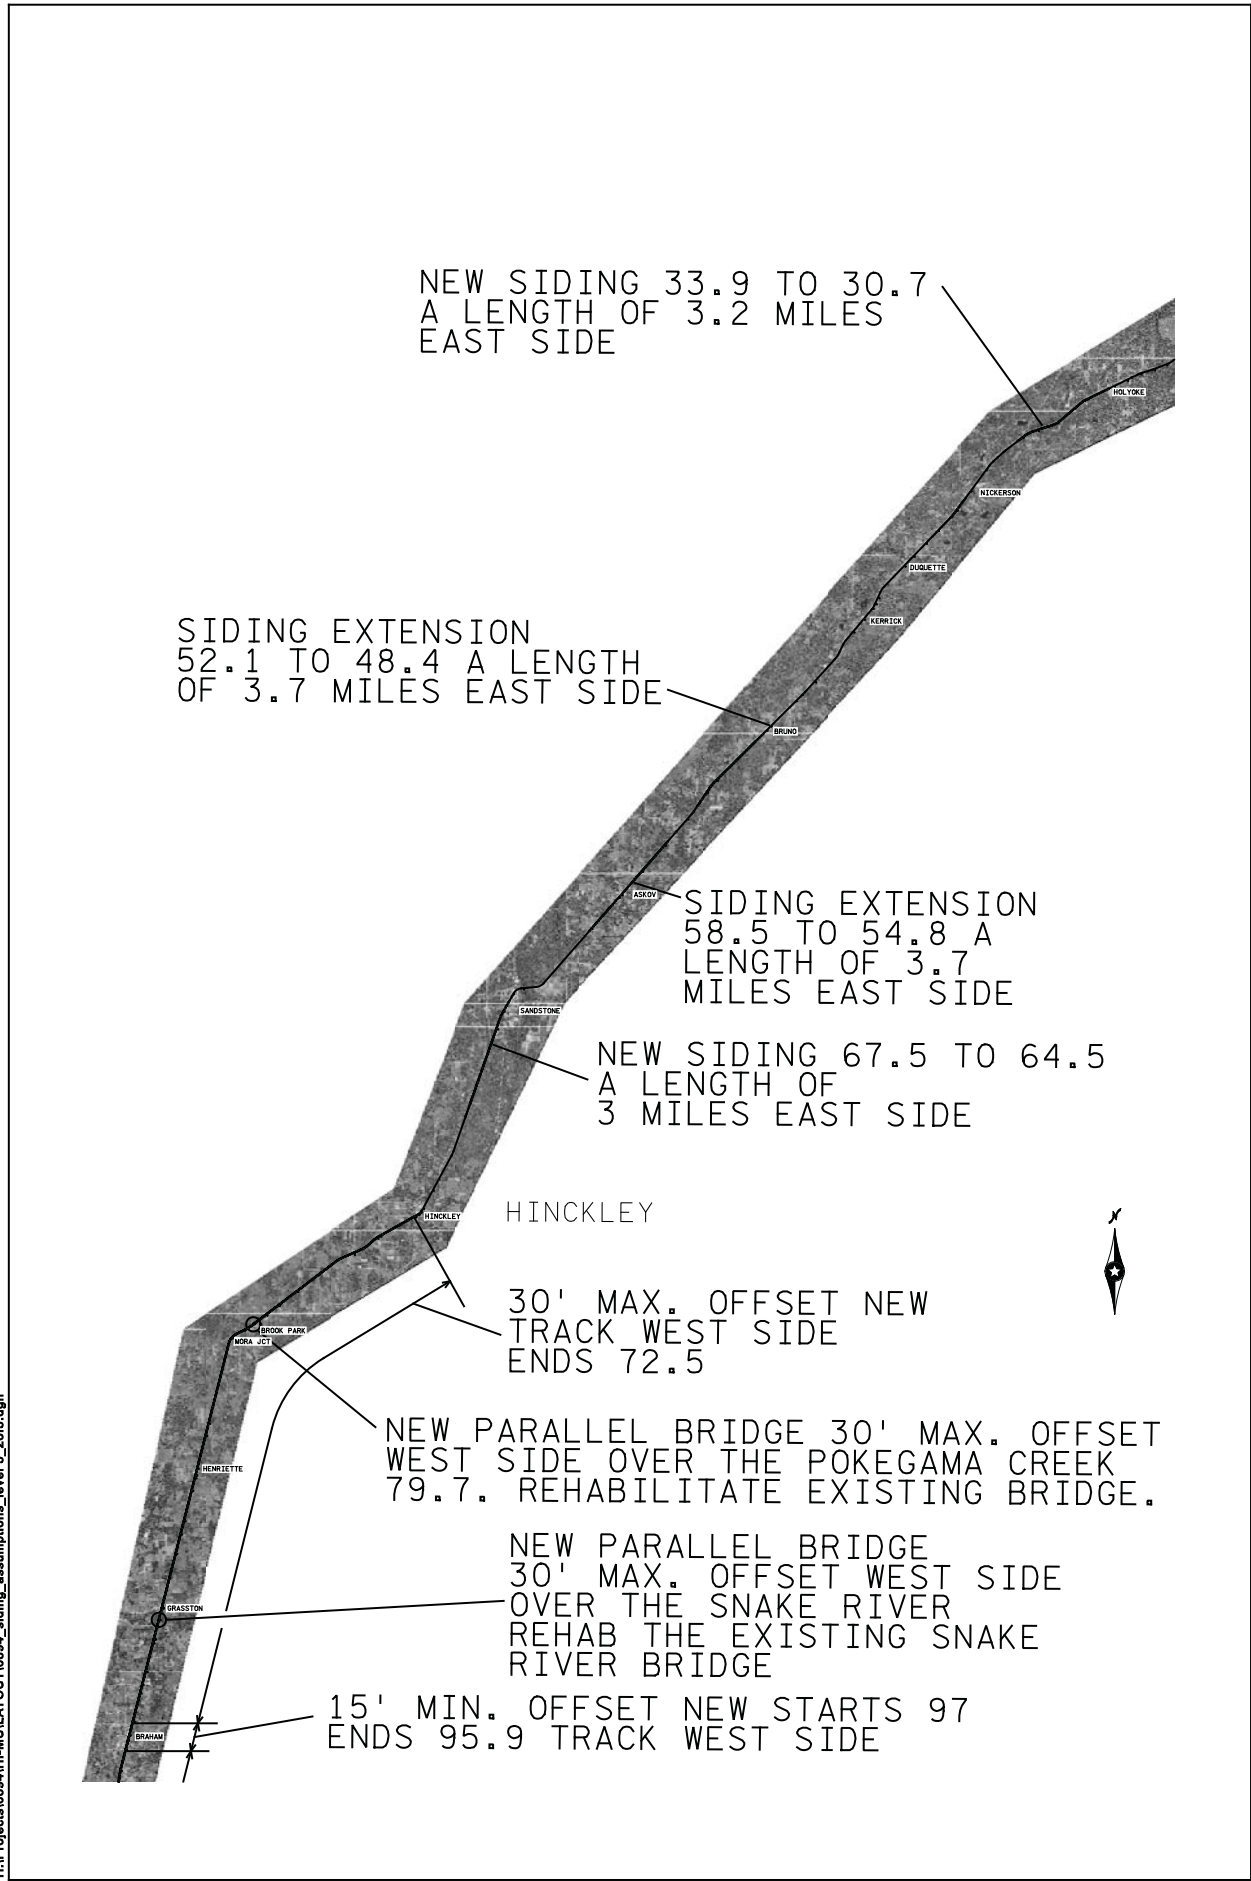 NEW SIDING 33.9 TO 30.7
A LENGTH OF 3.2 MILES
EAST SIDE
HOLYOKE
NICKERSON
DUQUETTE
KERRICK
SIDING EXTENSION
52.1 TO 48.4 A LENGTH
OF 3.7 MILES EAST SIDE
BRUNO
ASKOV
SIDING EXTENSION
58.5 TO 54.8 A
LENGTH OF 3.7
MILES EAST SIDE
SANDSTONE
NEW SIDING 67.5 TO 64.5
A LENGTH OF
3 MILES EAST SIDE
HINCKLEY
HINCKLEY
N
30' MAX. OFFSET NEW
TRACK WEST SIDE
ENDS 72.5
BROOK PARK
MORA JCT
NEW PARALLEL BRIDGE 30' MAX. OFFSET
WEST SIDE OVER THE POKEGAMA CREEK
79.7. REHABILITATE EXISTING BRIDGE.
HENRIETTE
NEW PARALLEL BRIDGE
30' MAX. OFFSET WEST SIDE
OVER THE SNAKE RIVER
REHAB THE EXISTING SNAKE
RIVER BRIDGE
GRASSTON
15' MIN. OFFSET NEW STARTS 97
ENDS 95.9 TRACK WEST SIDE
BRAHAM